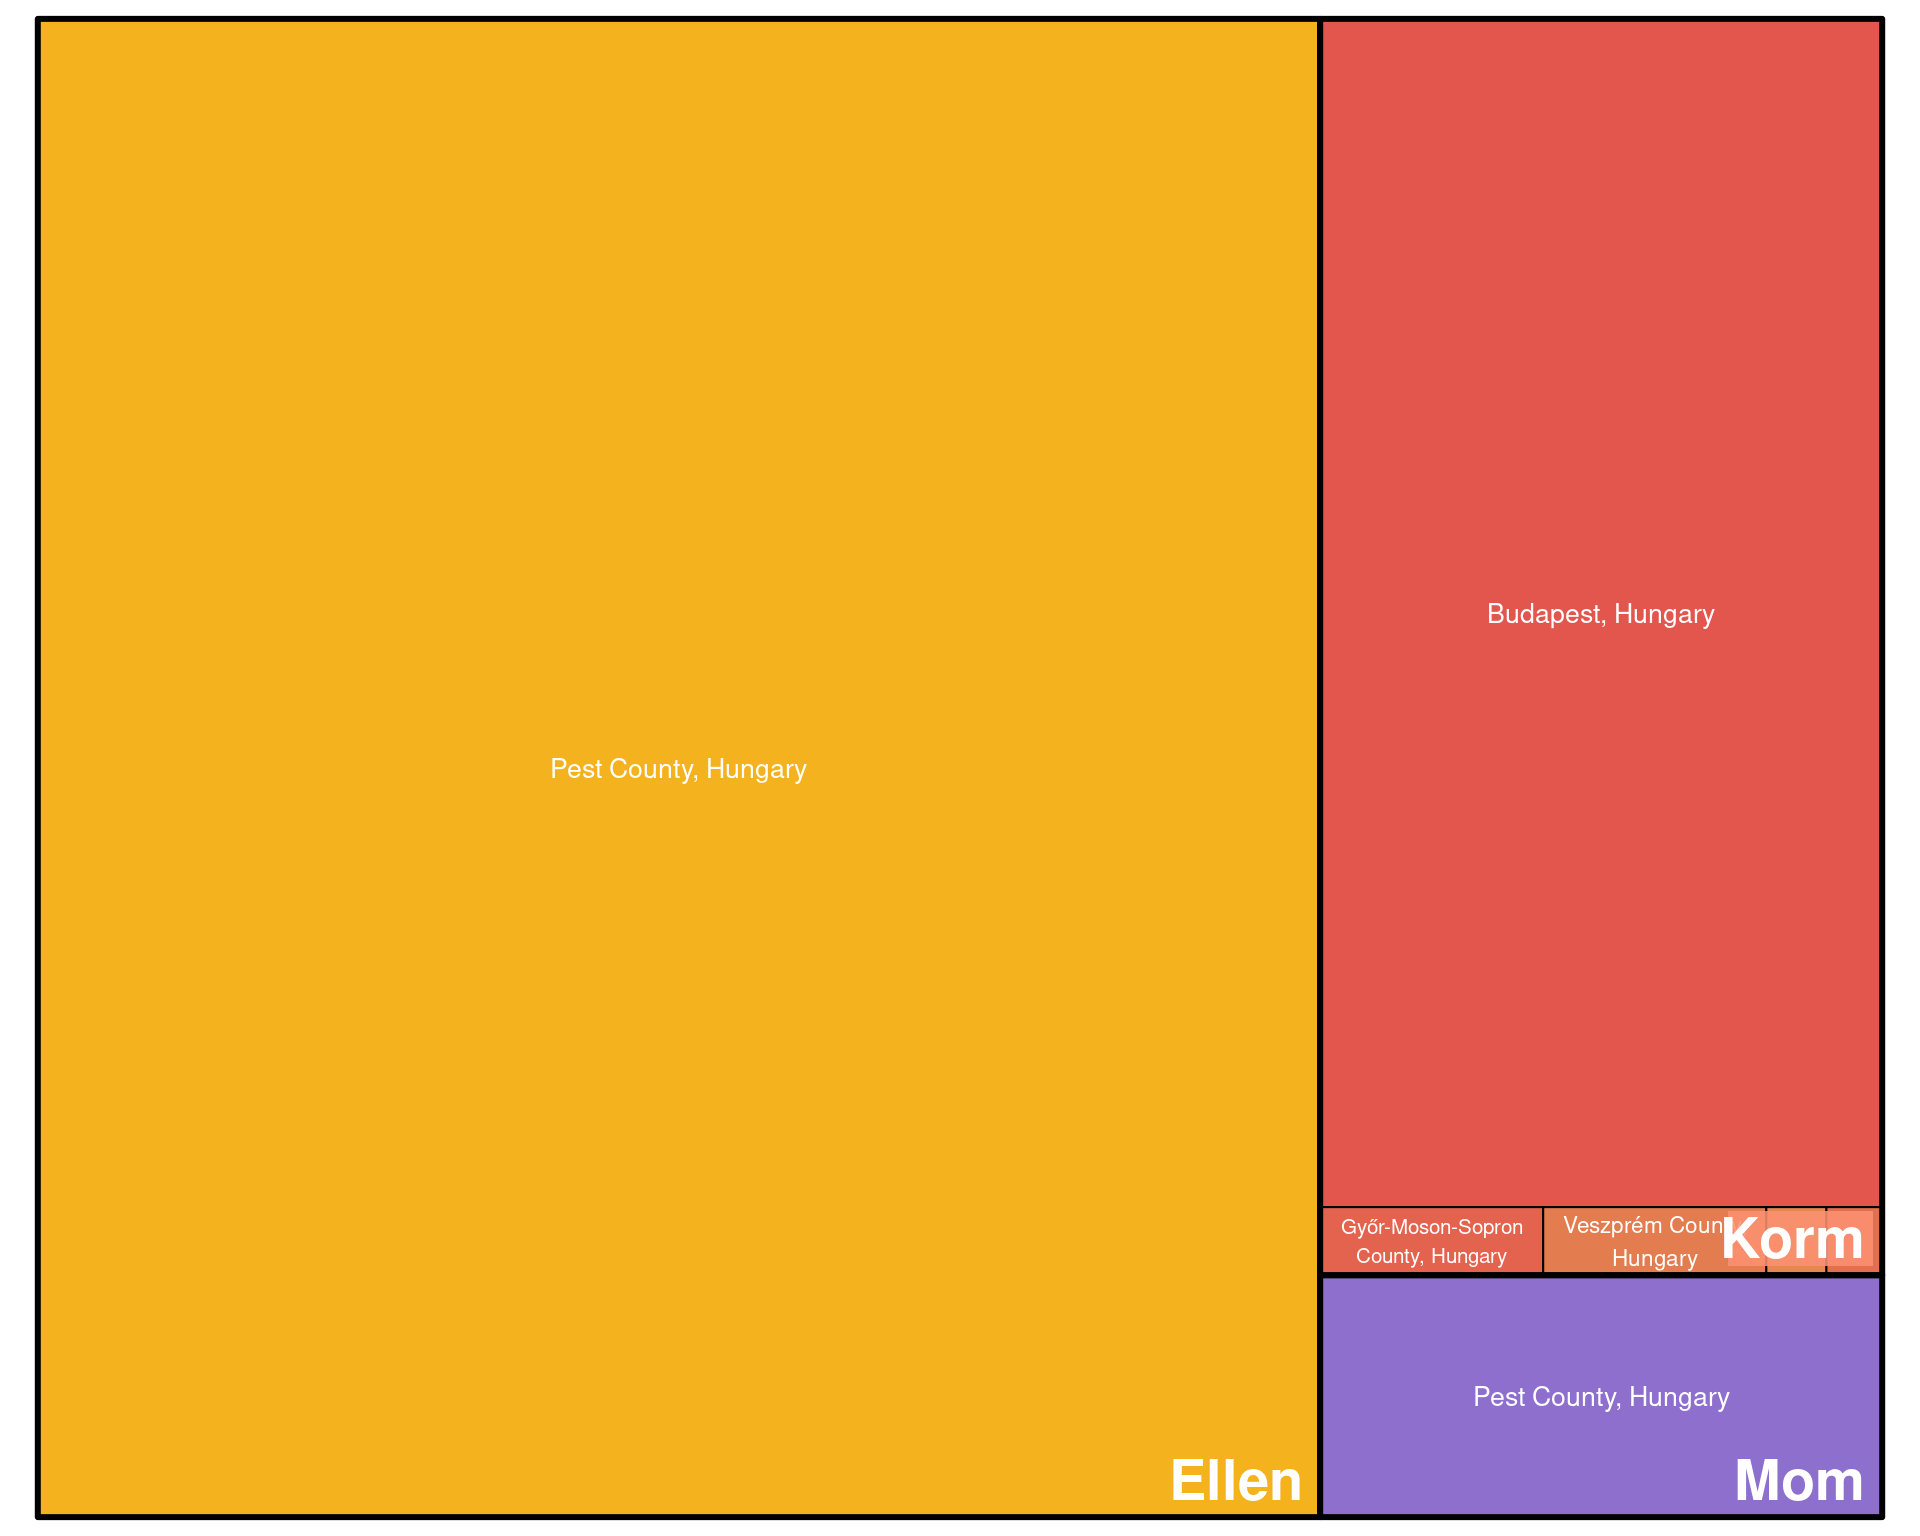 Pest County, Hungary
Ellen
Budapest, Hungary
Győr-Moson-Sopron
County, Hungary
Veszprém Coun
Hungary
Korm
Pest County, Hungary
Mom